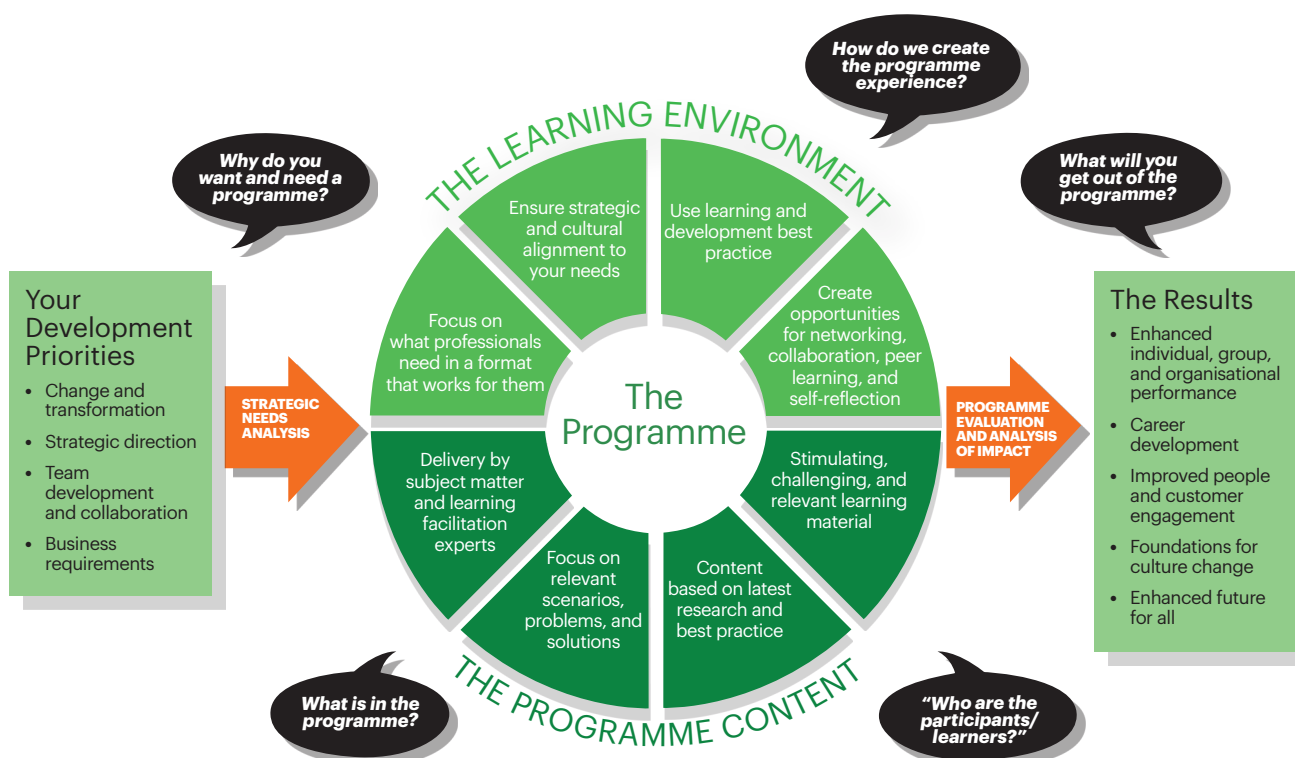 How do we create
the programme
experience?
Why do you
want and need a
programme?
What will you
get out of the
programme?
THE LEARNING ENVIRONMENT
Your
Development
Priorities
• Change and
transformation
• Strategic direction
• Team
development
and collaboration
• Business
requirements
STRATEGIC
NEEDS
ANALYSIS
Focus on
what professionals
need in a format
that works for them
Ensure strategic
and cultural
alignment to
your needs
Use learning and
development best
practice
Create
opportunities
for networking,
collaboration, peer
learning, and
self-reflection
The
Programme
Delivery by
subject matter
and learning
facilitation
experts
Focus on
relevant
scenarios,
problems, and
solutions
Content
based on latest
research and
best practice
Stimulating,
challenging, and
relevant learning
material
THE PROGRAMME CONTENT
PROGRAMME
EVALUATION
AND ANALYSIS
OF IMPACT
The Results
• Enhanced
individual, group,
and organisational
performance
• Career
development
• Improved people
and customer
engagement
• Foundations for
culture change
• Enhanced future
for all
What is in the
programme?
“Who are the
participants/
learners?”